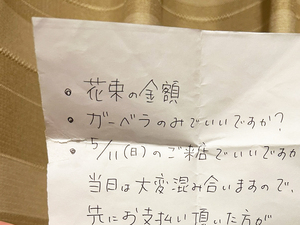 • 花束の金額
• ガーベラのみでいいですか?
• 5/11(日)のご来店でいいですか
当日は大変混み合いますので、
先にお支払い頂いた方が